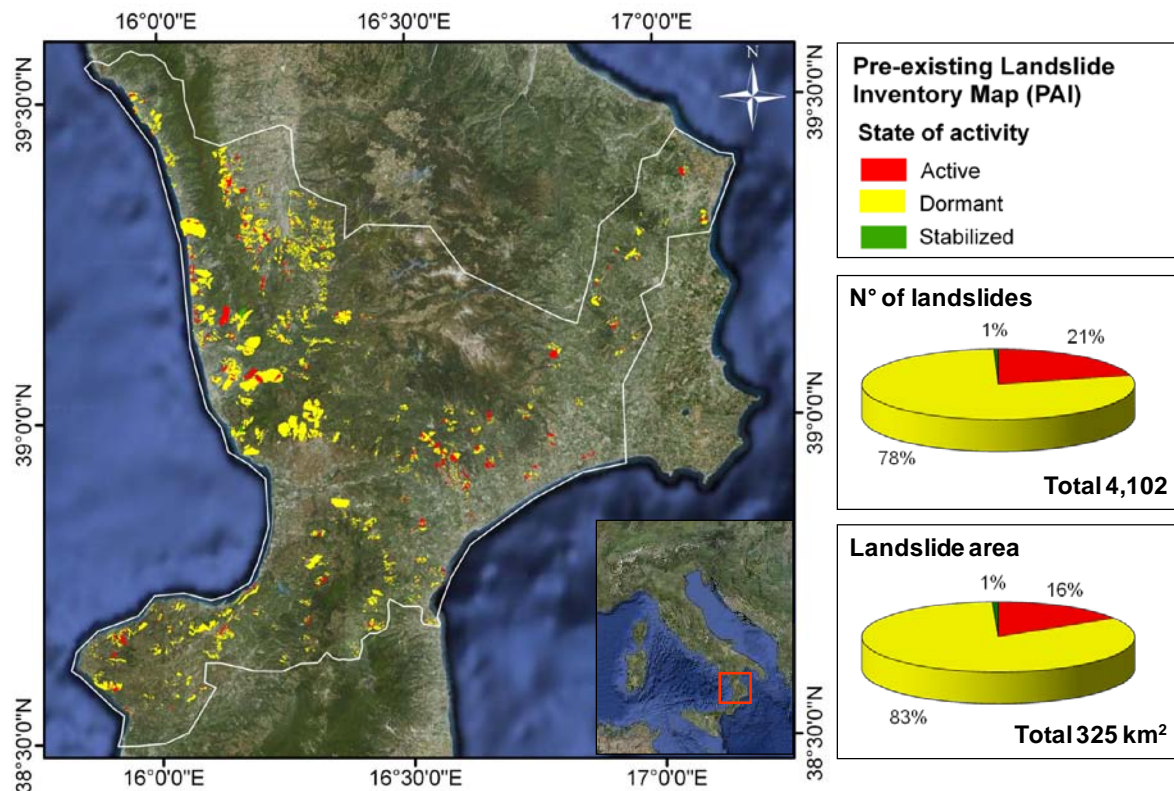 16°0'0"E
16°30'0"E
17°0'0"E
N
39°30'0"N
39°0'0"N
38°30'0"N
39°30'0"N
39°0'0"N
38°30'0"N
16°0'0"E
16°30'0"E
17°0'0"E
Pre-existing Landslide
Inventory Map (PAI)
State of activity
Active
Dormant
Stabilized
N° of landslides
1%
21%
78%
Total 4,102
Landslide area
1%
16%
83%
Total 325 km²